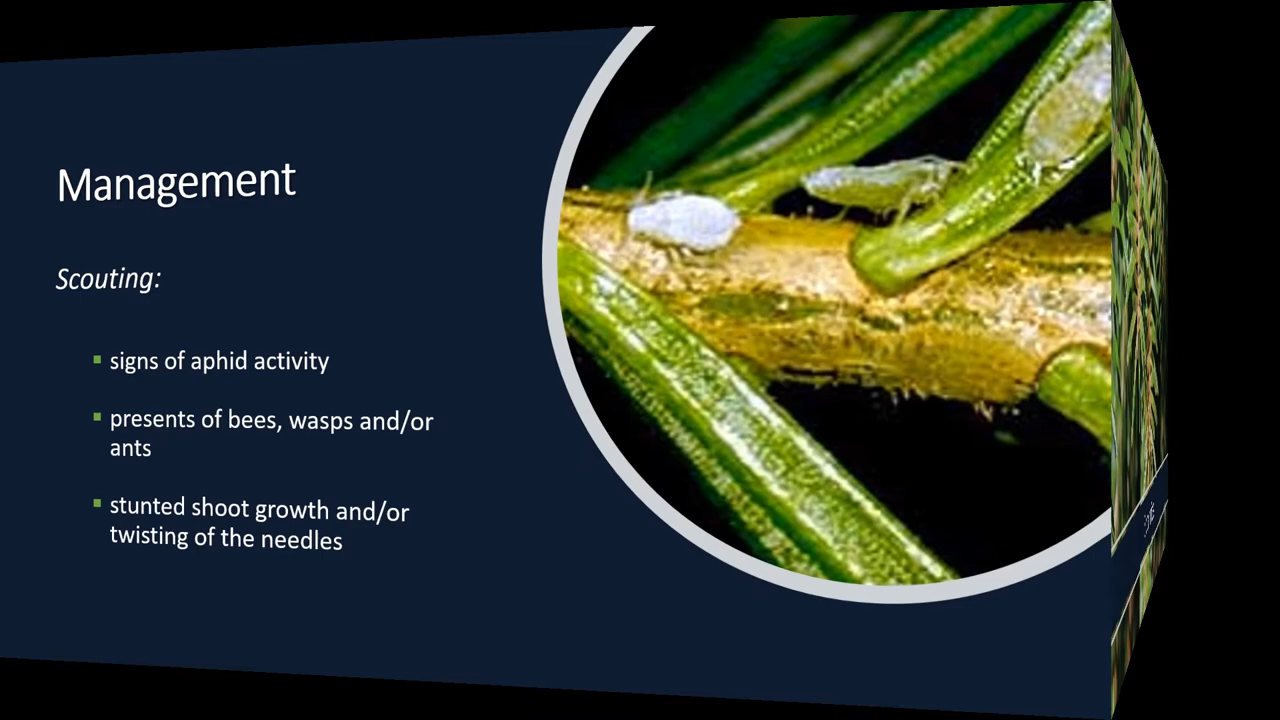 Management
Scouting:
signs of aphid activity
presents of bees, wasps and/or
ants
stunted shoot growth and/or
twisting of the needles